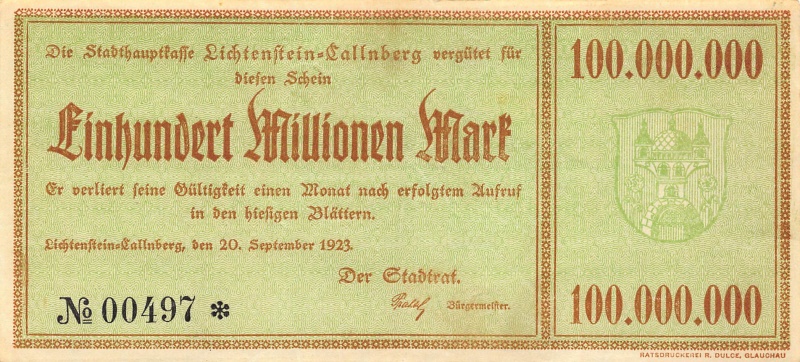 Die Stadthauptkasse Lichtenstein-Callnberg vergütet für
diesen Schein
Einhundert Millionen Mark
Er verliert seine Gültigkeit einen Monat nach erfolgtem Aufruf
in den hiesigen Blättern.
Lichtenstein-Callnberg, den 20. September 1923.
Der Stadtrat.
Bürgermeister.
№ 00497 *
100.000.000
100.000.000
RATSDRUCKEREI R. DULCE, GLAUCHAU